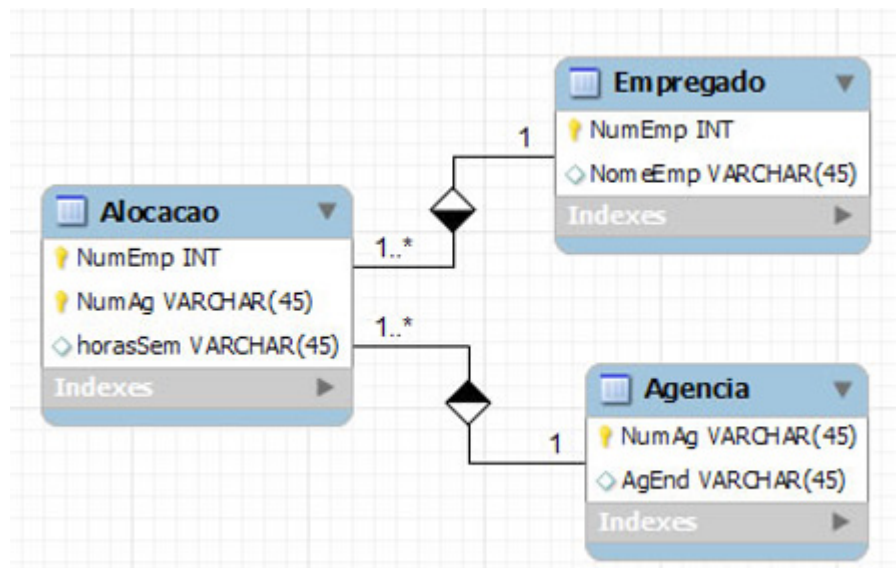 Empregado
NumEmp INT
NomeEmp VARCHAR(45)
Indexes
1
1..*
Alocacao
NumEmp INT
NumAg VARCHAR(45)
horasSem VARCHAR(45)
Indexes
1..*
1
Agencia
NumAg VARCHAR(45)
AgEnd VARCHAR(45)
Indexes